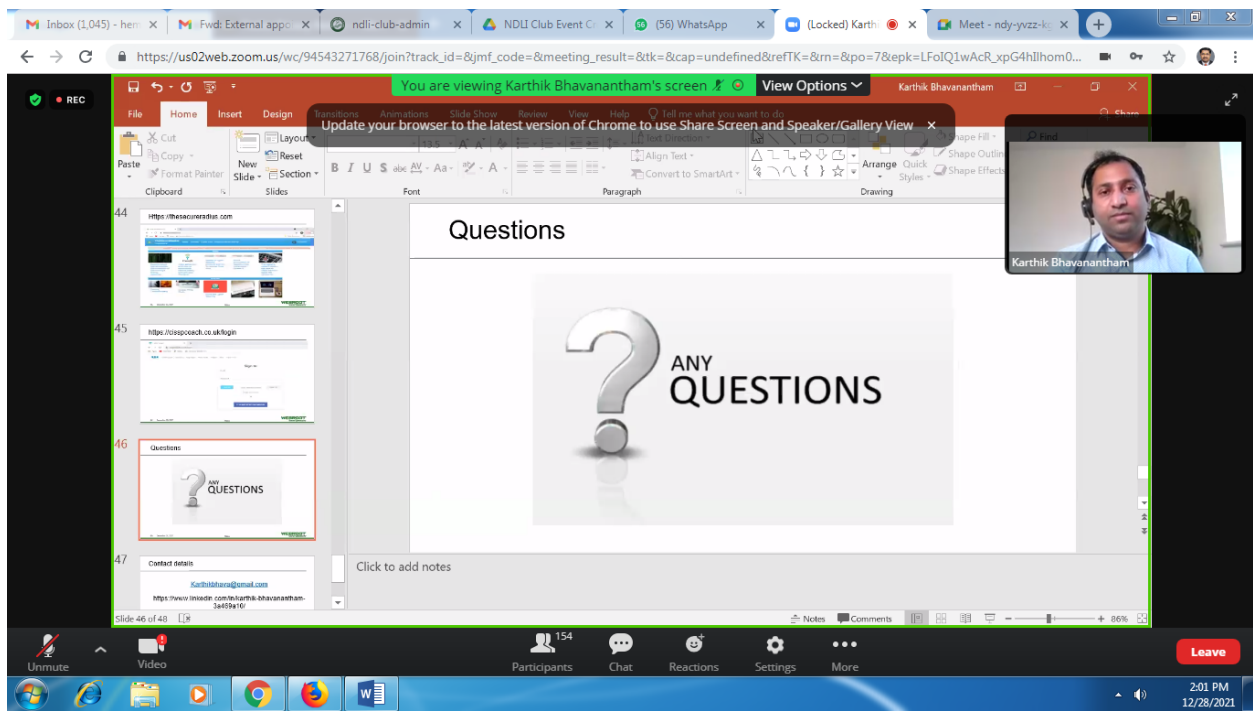 Inbox (1,045) - hem
Fwd: External appo
ndli-club-admin
NDLI Club Event Cr
(56) WhatsApp
(Locked) Karthi
Meet - ndy-yvzz-kg
https://us02web.zoom.us/wc/94543271768/join?track_id=&jmf_code=&meeting_result=&tk=&cap=undefined&refTK=&rn=&po=7&epk=LFoIQ1wAcR_xpG4hIlhom0...
REC
You are viewing Karthik Bhavanantham's screen
View Options
Karthik Bhavanantham
File Home Insert Design Transitions Animations Slide Show Review View Help Tell me what you want to do
Share
Update your browser to the latest version of Chrome to use Share Screen and Speaker/Gallery View
Paste
Cut
Copy
Format Painter
Clipboard
New
Slide
Layout
Reset
Section
Slides
Font
Text Direction
Align Text
Convert to SmartArt
Paragraph
Arrange
Quick
Styles
Shape Fill
Shape Outlin
Shape Effects
Drawing
Find
Karthik Bhavanantham
44
Https://thesecureradius.com
45
https://cisspcoach.co.uk/login
46
Questions
ANY
QUESTIONS
47
Contact details
Karthikbhava@gmail.com
https://www.linkedin.com/in/karthik-bhavanantham-
3a469a10/
Questions
ANY
QUESTIONS
Click to add notes
Slide 46 of 48
Notes
Comments
86%
Unmute
Video
154
Participants
Chat
Reactions
Settings
More
Leave
2:01 PM
12/28/2021